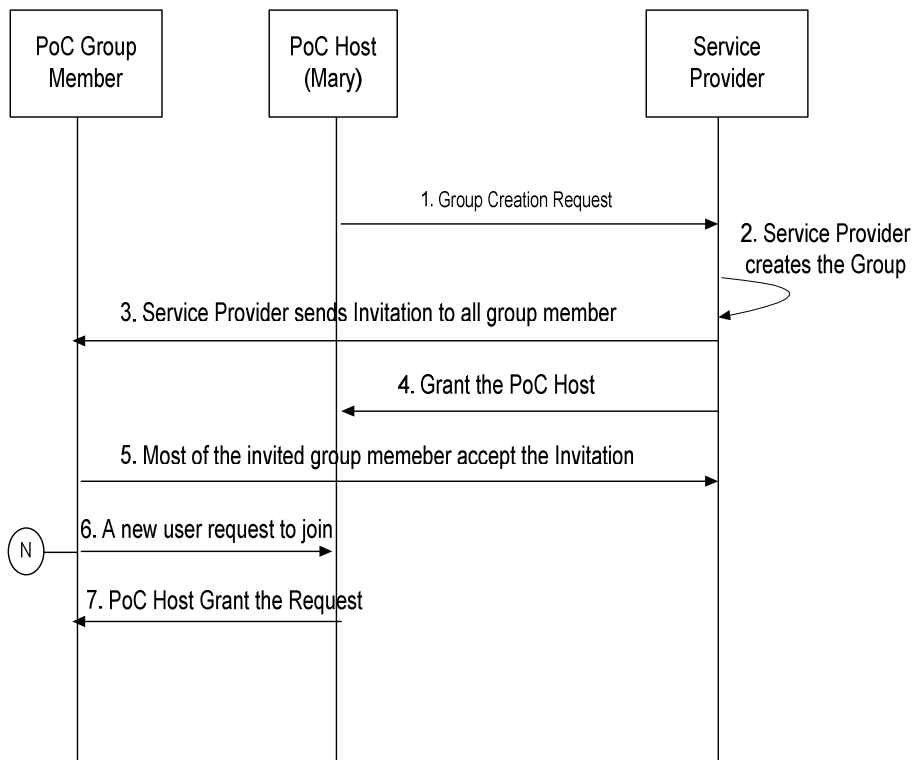 PoC Group
Member
PoC Host
(Mary)
Service
Provider
1. Group Creation Request
2. Service Provider
creates the Group
3. Service Provider sends Invitation to all group member
4. Grant the PoC Host
5. Most of the invited group memeber accept the Invitation
6. A new user request to join
N
7. PoC Host Grant the Request